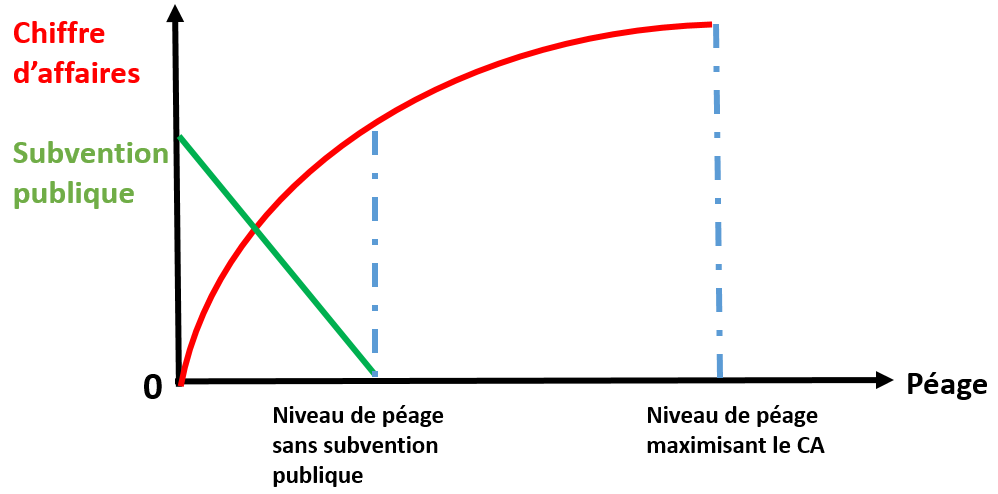 Chiffre
d’affaires
Subvention
publique
0
Péage
Niveau de péage
sans subvention
publique
Niveau de péage
maximisant le CA